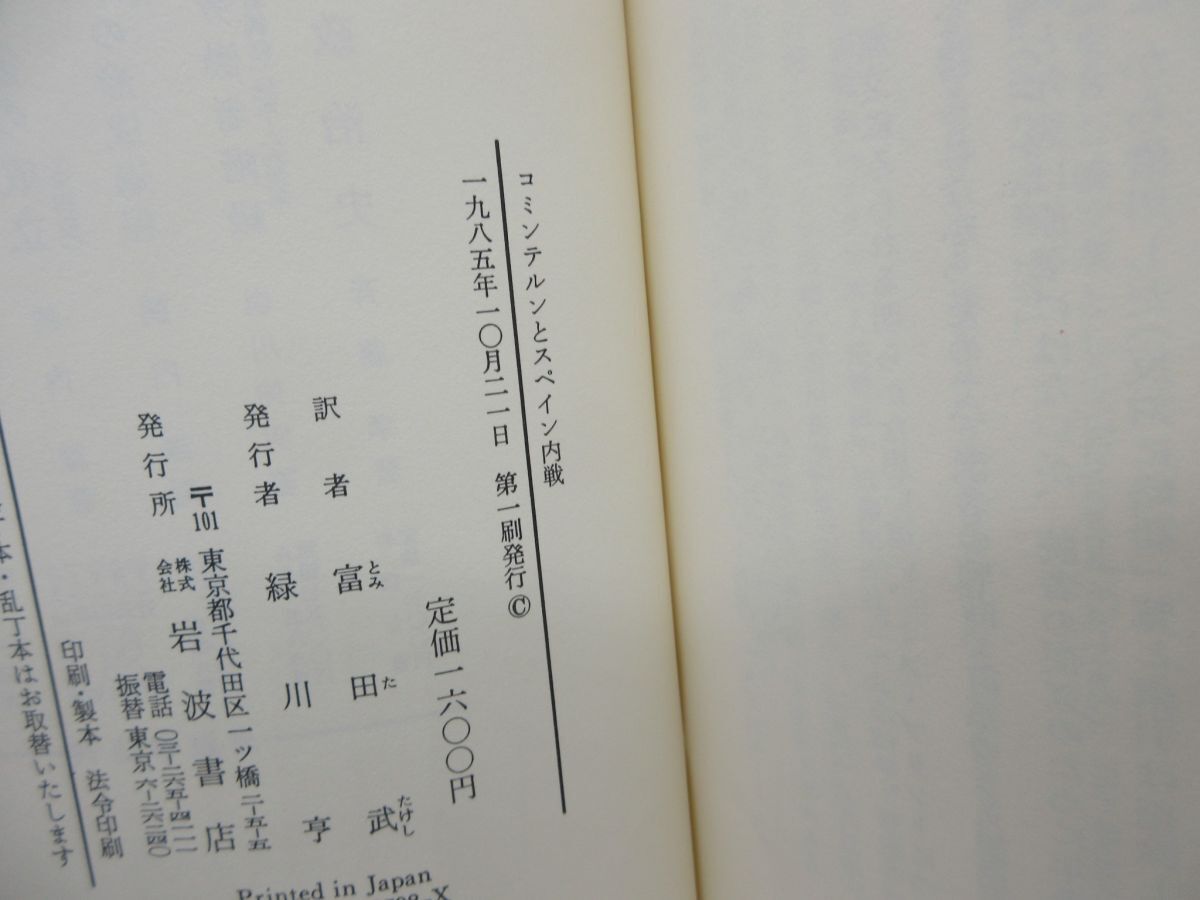 コミンテルンとスペイン内戦
一九八五年一〇月二一日 第一刷発行©
定価一六〇〇円
訳者 富田武
とみ た たけし
発行者 緑川亨
〒101 東京都千代田区一ツ橋二-五-五
発行所 株式会社 岩波書店
電話 〇三-二六五-四一一一
振替 東京 六-二六二四〇
印刷・製本 法令印刷
本・乱丁本はお取替いたします
Printed in Japan
-X